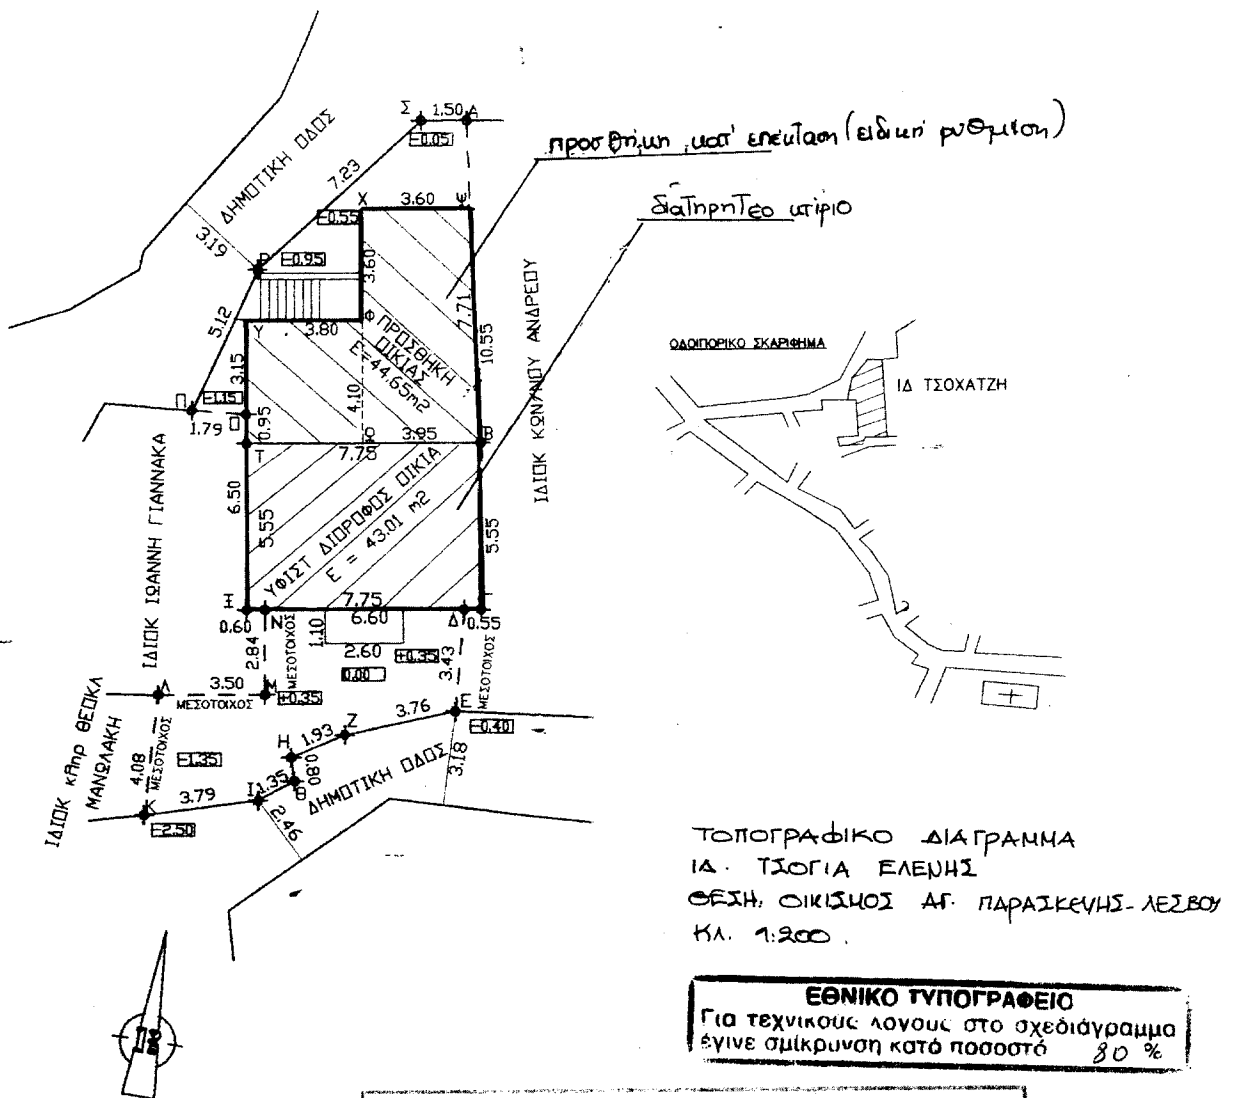 Σ 1.50 Α
-0.05
προσθήκη κατ' επέκταση (ειδική ρύθμιση)
ΔΗΜΟΤΙΚΗ ΟΔΟΣ
7.23
Χ 3.60 Ψ
διατηρητέο κτίριο
-0.55
3.19
Ρ -0.95
3.60
7.71
10.55
ΙΔΙΟΚ ΚΩΝ/ΝΟΥ ΑΝΔΡΕΟΥ
5.12
Υ 3.80 Φ
ΠΡΟΣΘΗΚΗ
ΟΙΚΙΑΣ
Ε=44.65m2
ΟΔΟΙΠΟΡΙΚΟ ΣΚΑΡΙΦΗΜΑ
ΙΔ ΤΣΟΧΑΤΖΗ
3.15
4.10
Π -1.15
1.79 Ο 0.95
Τ 7.75 Ω 3.95 Β
6.50
5.55
ΥΦΙΣΤ ΔΙΟΡΟΦΟΣ ΟΙΚΙΑ
Ε = 43.01 m2
5.55
ΙΔΙΟΚ ΙΩΑΝΝΗ ΓΙΑΝΝΑΚΑ
Ξ 7.75 Γ
0.60 Ν 6.60 Δ 0.55
1.10
2.84
ΜΕΣΟΤΟΙΧΟΣ
2.60 +0.35
0.00
3.43
ΜΕΣΟΤΟΙΧΟΣ
Λ 3.50 Μ
ΜΕΣΟΤΟΙΧΟΣ +0.35
ΙΔΙΟΚ κληρ ΘΕΟΚΛ
ΜΑΝΩΛΑΚΗ
4.08
ΜΕΣΟΤΟΙΧΟΣ
-1.35
Η 1.93 Ζ 3.76 Ε
-0.40
0.80
3.18
Κ 3.79 Ι 1.35 Θ
-2.50
2.46
ΔΗΜΟΤΙΚΗ ΟΔΟΣ
ΤΟΠΟΓΡΑΦΙΚΟ ΔΙΑΓΡΑΜΜΑ
ΙΔ. ΤΣΟΓΙΑ ΕΛΕΝΗΣ
ΘΕΣΗ: ΟΙΚΙΣΜΟΣ ΑΓ. ΠΑΡΑΣΚΕΥΗΣ-ΛΕΣΒΟΥ
ΚΛ. 1:200.
ΕΘΝΙΚΟ ΤΥΠΟΓΡΑΦΕΙΟ
Για τεχνικούς λόγους στο σχεδιάγραμμα
έγινε σμίκρυνση κατά ποσοστό 80 %